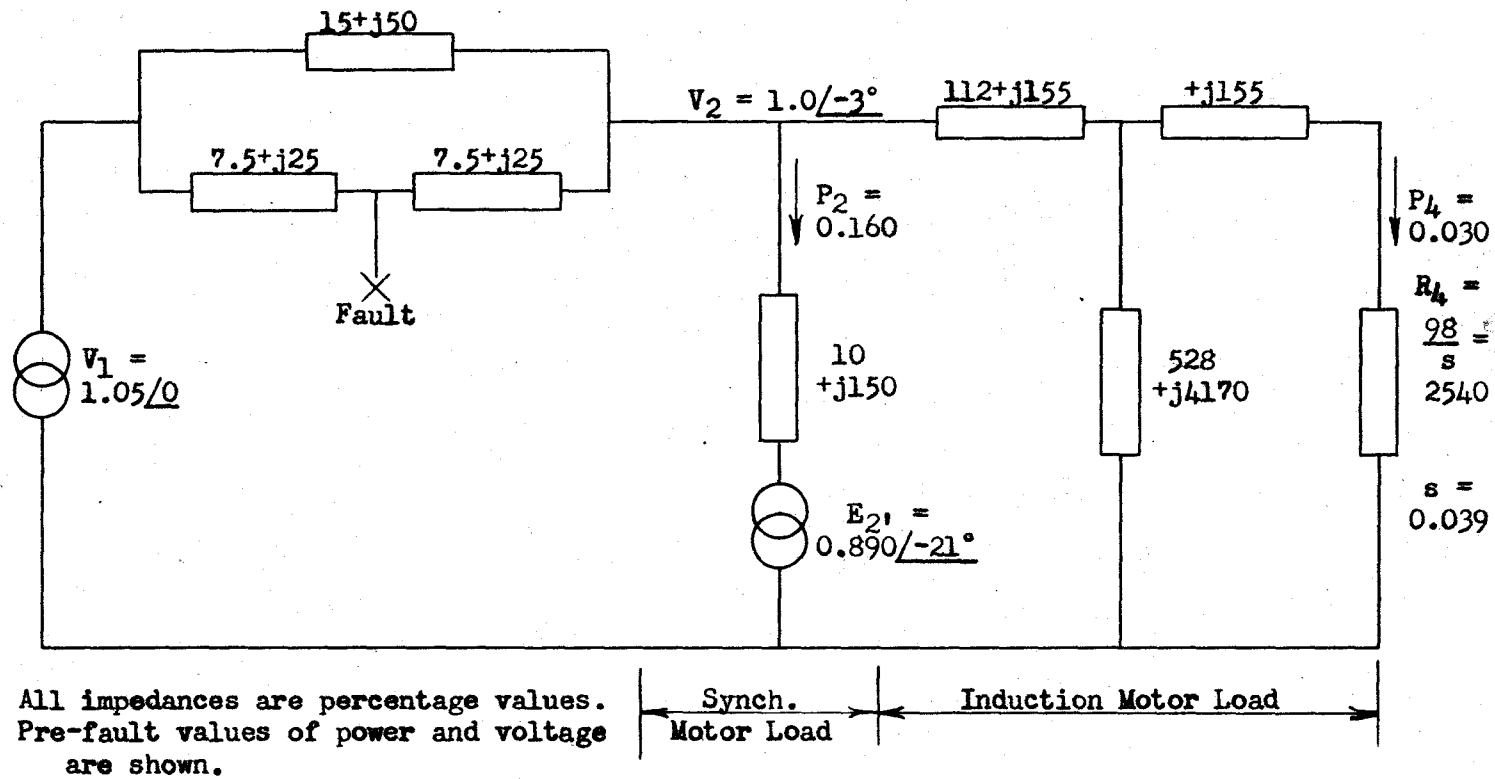 15+j50
V2 = 1.0/-3°
112+j155
+j155
7.5+j25
7.5+j25
P2 =
0.160
P4 =
0.030
Fault
R4 =
98
s
=
2540
V1 =
1.05/0
10
+j150
528
+j4170
s =
0.039
E2' =
0.890/-21°
All impedances are percentage values.
Pre-fault values of power and voltage
are shown.
Synch.
Motor Load
Induction Motor Load